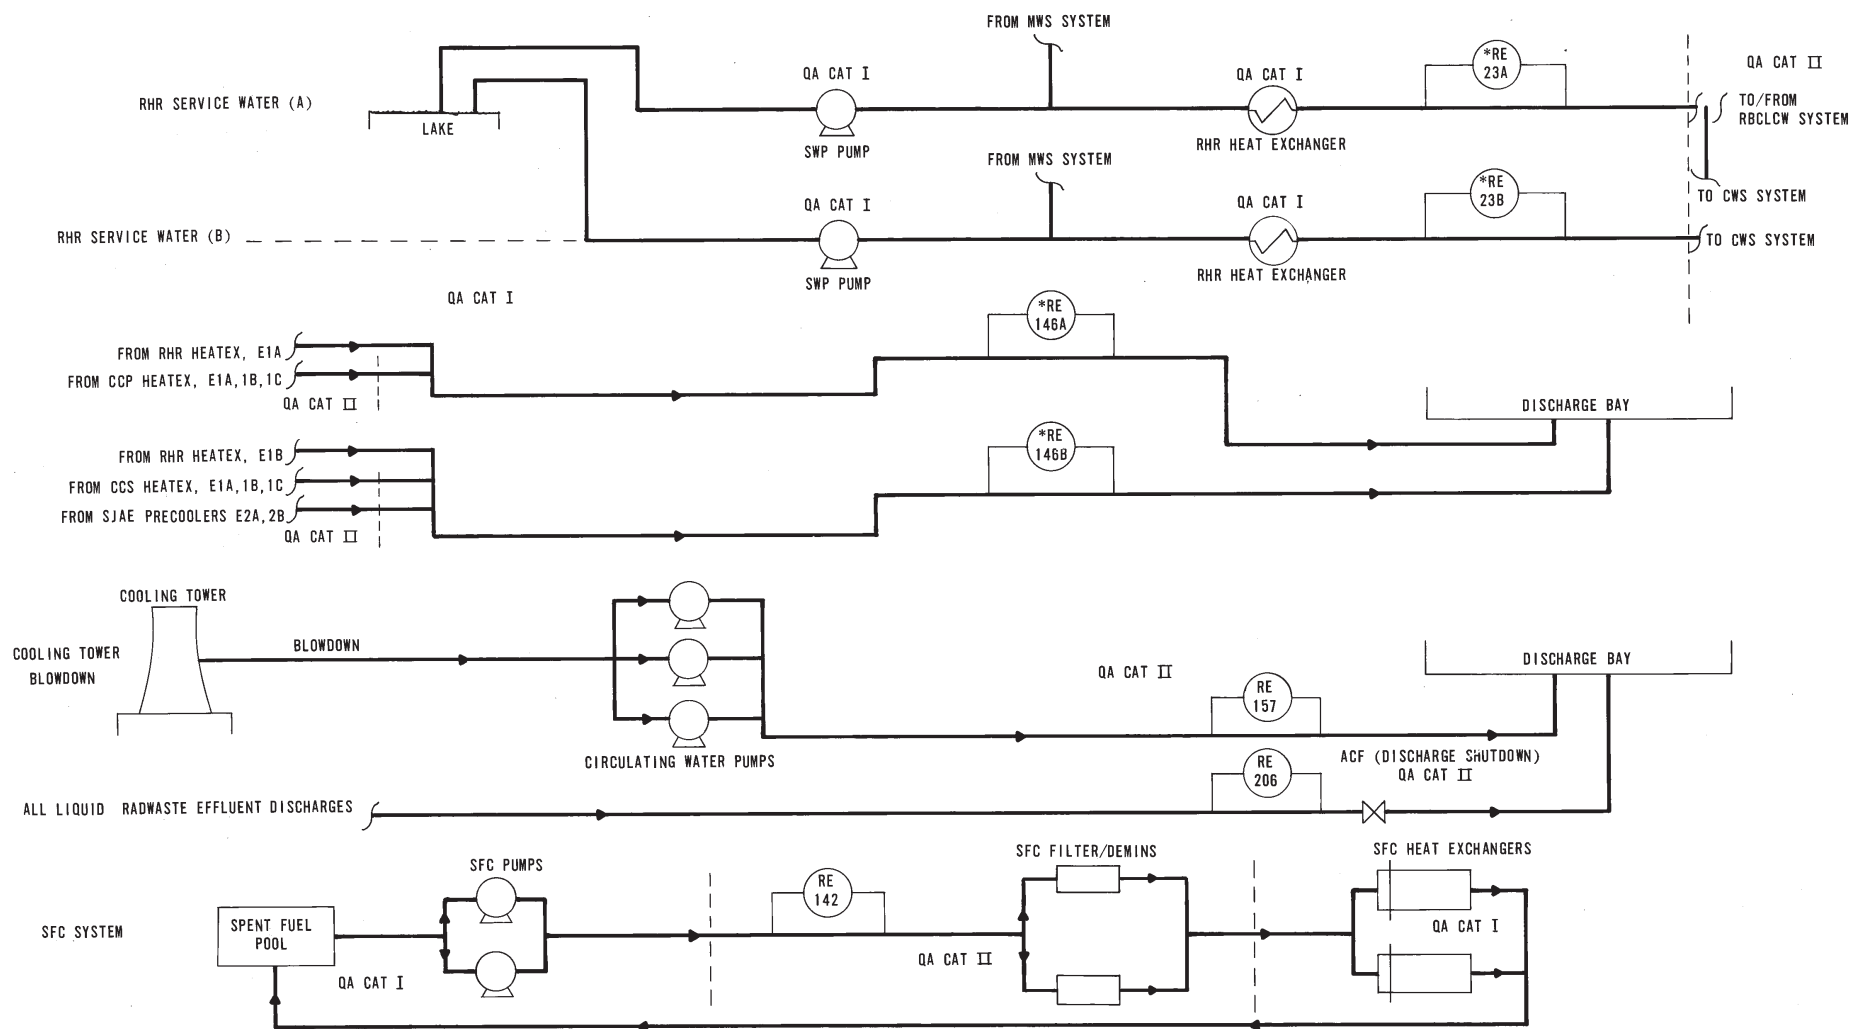 FROM MWS SYSTEM
*RE
23A
QA CAT II
QA CAT I
QA CAT I
RHR SERVICE WATER (A)
TO/FROM
RBCLCW SYSTEM
LAKE
SWP PUMP
RHR HEAT EXCHANGER
FROM MWS SYSTEM
*RE
23B
TO CWS SYSTEM
QA CAT I
QA CAT I
RHR SERVICE WATER (B)
TO CWS SYSTEM
SWP PUMP
RHR HEAT EXCHANGER
QA CAT I
*RE
146A
FROM RHR HEATEX, E1A
FROM CCP HEATEX, E1A,1B,1C
QA CAT II
DISCHARGE BAY
*RE
146B
FROM RHR HEATEX, E1B
FROM CCS HEATEX, E1A,1B,1C
FROM SJAE PRECOOLERS E2A,2B
QA CAT II
COOLING TOWER
COOLING TOWER
BLOWDOWN
BLOWDOWN
DISCHARGE BAY
QA CAT II
RE
157
CIRCULATING WATER PUMPS
ACF (DISCHARGE SHUTDOWN)
QA CAT II
RE
206
ALL LIQUID RADWASTE EFFLUENT DISCHARGES
SFC PUMPS
SFC FILTER/DEMINS
SFC HEAT EXCHANGERS
RE
142
SFC SYSTEM
SPENT FUEL
POOL
QA CAT I
QA CAT II
QA CAT I